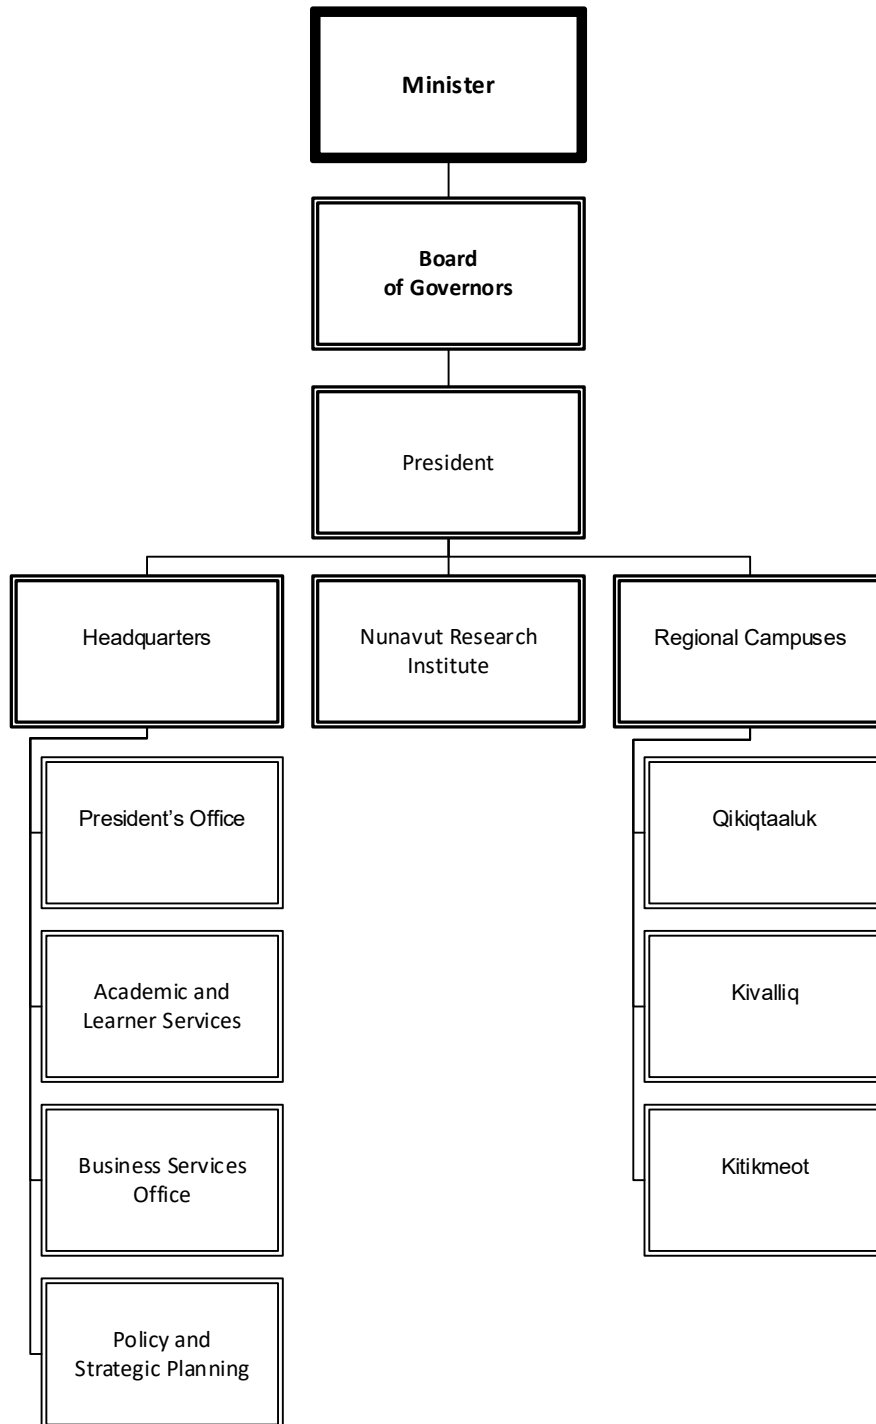 Minister
Board
of Governors
President
Headquarters
Nunavut Research
Institute
Regional Campuses
President’s Office
Academic and
Learner Services
Business Services
Office
Policy and
Strategic Planning
Qikiqtaaluk
Kivalliq
Kitikmeot